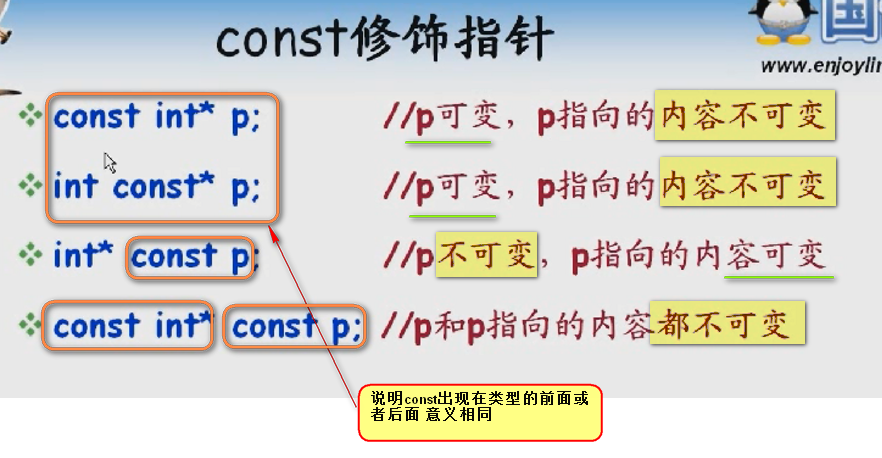 const修饰指针
国
www.enjoylin
const int* p; //p可变，p指向的内容不可变
int const* p; //p可变，p指向的内容不可变
int* const p; //p不可变，p指向的内容可变
const int* const p; //p和p指向的内容都不可变
说明const出现在类型的前面或
者后面 意义相同